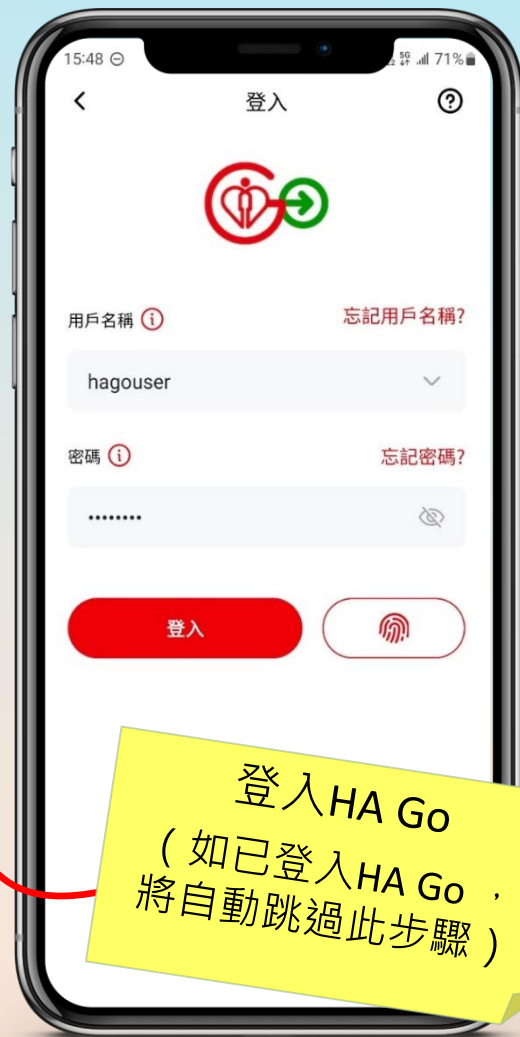 15:48
5G 71%
登入
用戶名稱
忘記用戶名稱?
hagouser
密碼
忘記密碼?
••••••••
登入
登入HA Go
(如已登入HA Go,
將自動跳過此步驟)